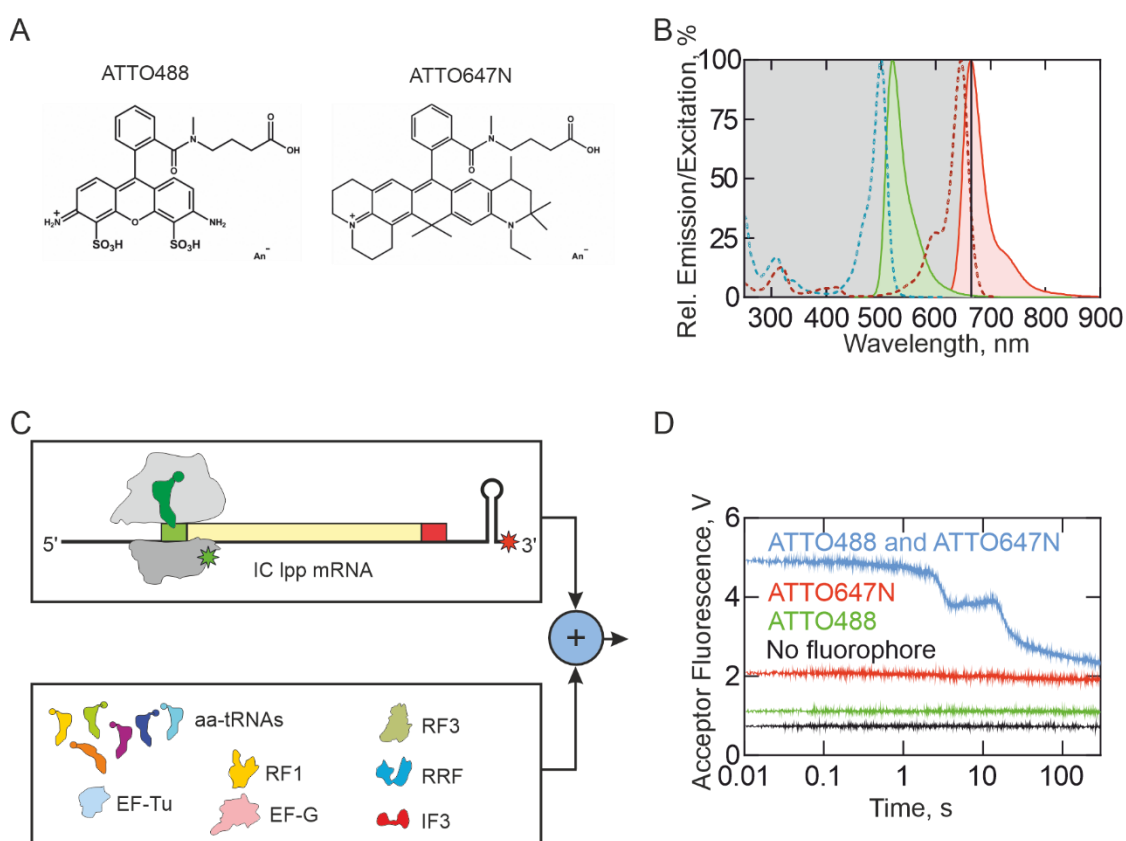 A
ATTO488
ATTO647N
O
OH
N
O
H₂N
+
O
NH₂
SO₃H
SO₃H
An⁻
O
OH
N
O
N
+
N
An⁻
B
Rel. Emission/Excitation, %
100
75
50
25
0
300 400 500 600 700 800 900
Wavelength, nm
C
5'
3'
IC lpp mRNA
+
aa-tRNAs
RF3
RF1
RRF
EF-Tu
EF-G
IF3
D
Acceptor Fluorescence, V
6
4
2
0
ATTO488 and ATTO647N
ATTO647N
ATTO488
No fluorophore
0.01 0.1 1 10 100
Time, s